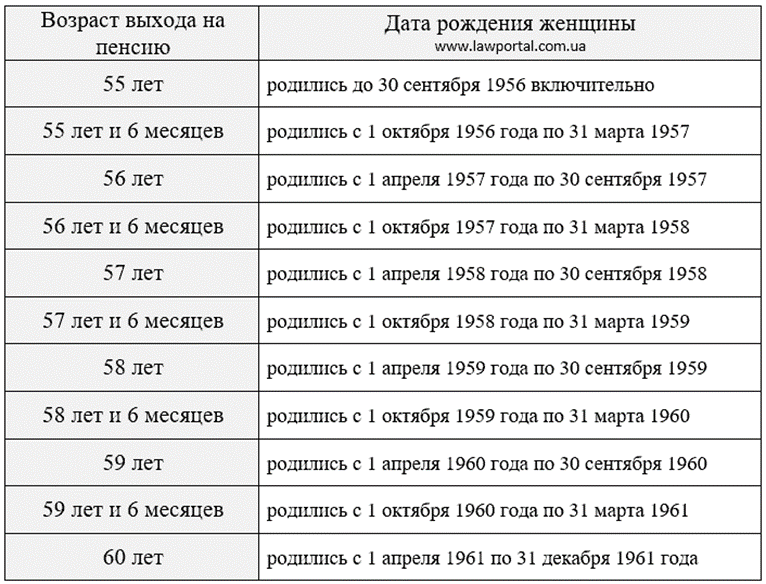 Возраст выхода на
пенсию
Дата рождения женщины
www.lawportal.com.ua
55 лет
родились до 30 сентября 1956 включительно
55 лет и 6 месяцев
родились с 1 октября 1956 года по 31 марта 1957
56 лет
родились с 1 апреля 1957 года по 30 сентября 1957
56 лет и 6 месяцев
родились с 1 октября 1957 года по 31 марта 1958
57 лет
родились с 1 апреля 1958 года по 30 сентября 1958
57 лет и 6 месяцев
родились с 1 октября 1958 года по 31 марта 1959
58 лет
родились с 1 апреля 1959 года по 30 сентября 1959
58 лет и 6 месяцев
родились с 1 октября 1959 года по 31 марта 1960
59 лет
родились с 1 апреля 1960 года по 30 сентября 1960
59 лет и 6 месяцев
родились с 1 октября 1960 года по 31 марта 1961
60 лет
родились с 1 апреля 1961 по 31 декабря 1961 года